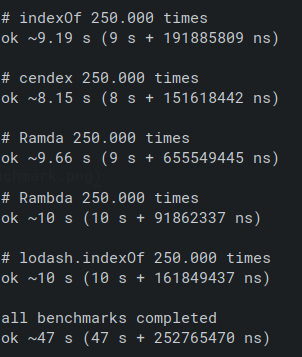 # indexOf 250.000 times
ok ~9.19 s (9 s + 191885809 ns)
# cendex 250.000 times
ok ~8.15 s (8 s + 151618442 ns)
# Ramda 250.000 times
ok ~9.66 s (9 s + 655549445 ns)
# Rambda 250.000 times
ok ~10 s (10 s + 91862337 ns)
# lodash.indexOf 250.000 times
ok ~10 s (10 s + 161849437 ns)
all benchmarks completed
ok ~47 s (47 s + 252765470 ns)